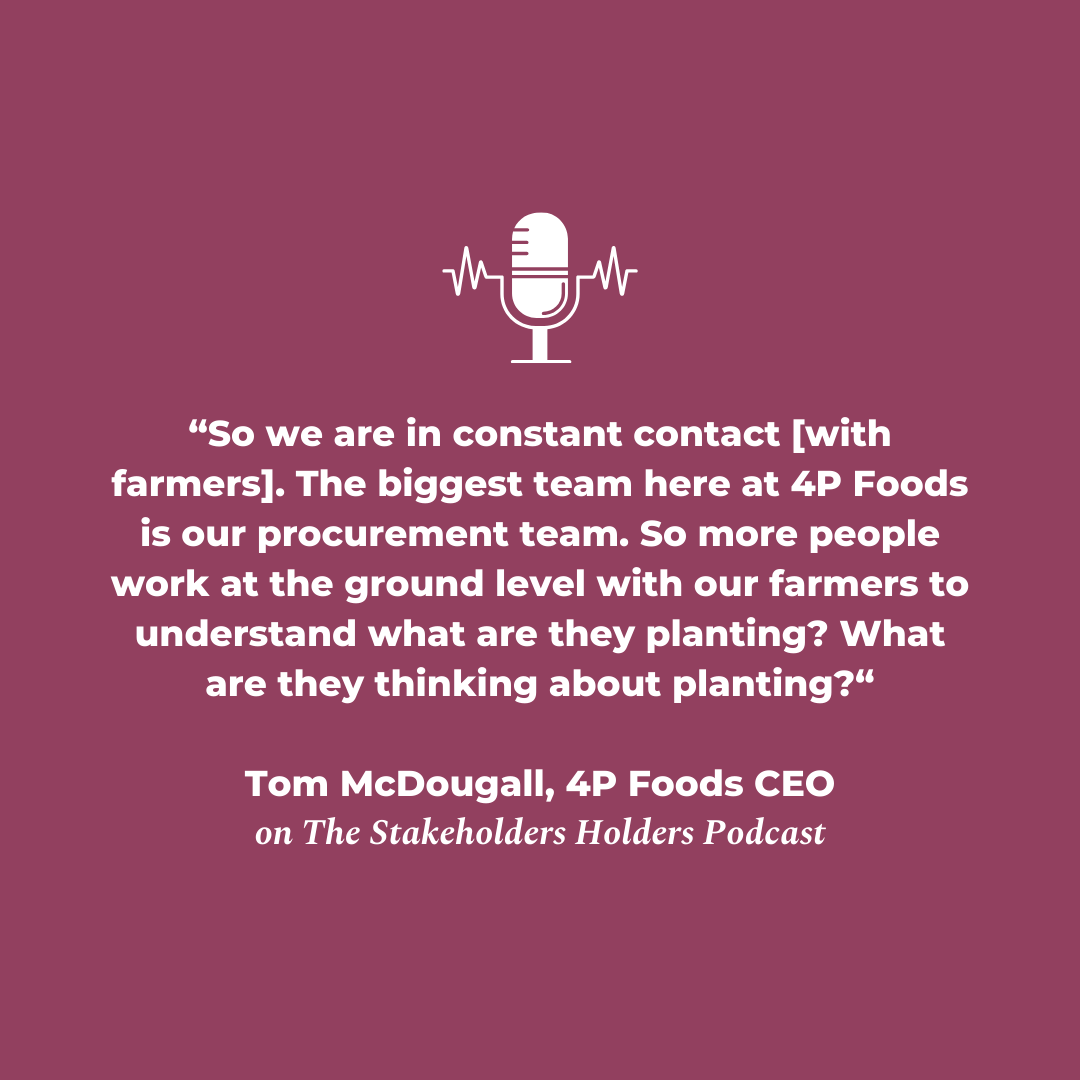 “So we are in constant contact [with
farmers]. The biggest team here at 4P Foods
is our procurement team. So more people
work at the ground level with our farmers to
understand what are they planting? What
are they thinking about planting?“
Tom McDougall, 4P Foods CEO
on The Stakeholders Holders Podcast